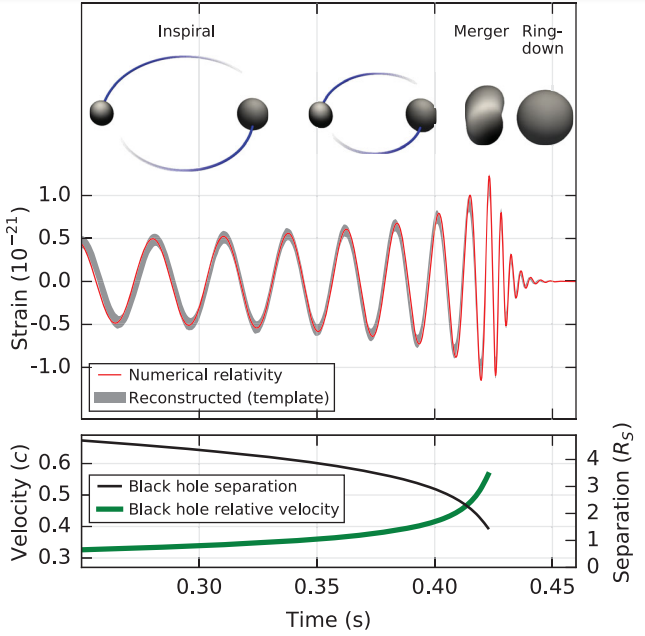 Inspiral
Merger
Ring-
down
Strain (10⁻²¹)
1.0
0.5
0.0
-0.5
-1.0
Numerical relativity
Reconstructed (template)
Velocity (c)
0.6
0.5
0.4
0.3
Black hole separation
Black hole relative velocity
Separation (R_S)
4
3
2
1
0
0.30
0.35
0.40
0.45
Time (s)